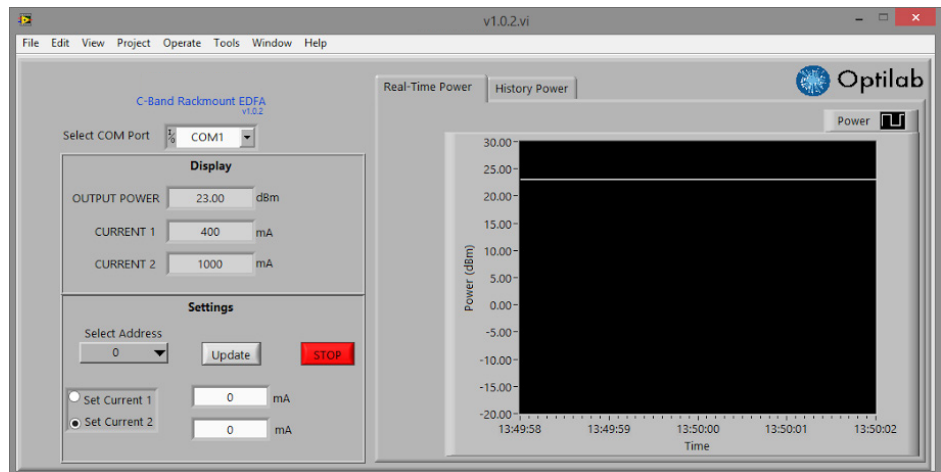 v1.0.2.vi
File Edit View Project Operate Tools Window Help
Optilab
C-Band Rackmount EDFA
v1.0.2
Select COM Port COM1
Display
OUTPUT POWER 23.00 dBm
CURRENT 1 400 mA
CURRENT 2 1000 mA
Settings
Select Address
0 Update STOP
Set Current 1 0 mA
Set Current 2 0 mA
Real-Time Power History Power
Power
Power (dBm)
30.00
25.00
20.00
15.00
10.00
5.00
0.00
-5.00
-10.00
-15.00
-20.00
13:49:58 13:49:59 13:50:00 13:50:01 13:50:02
Time